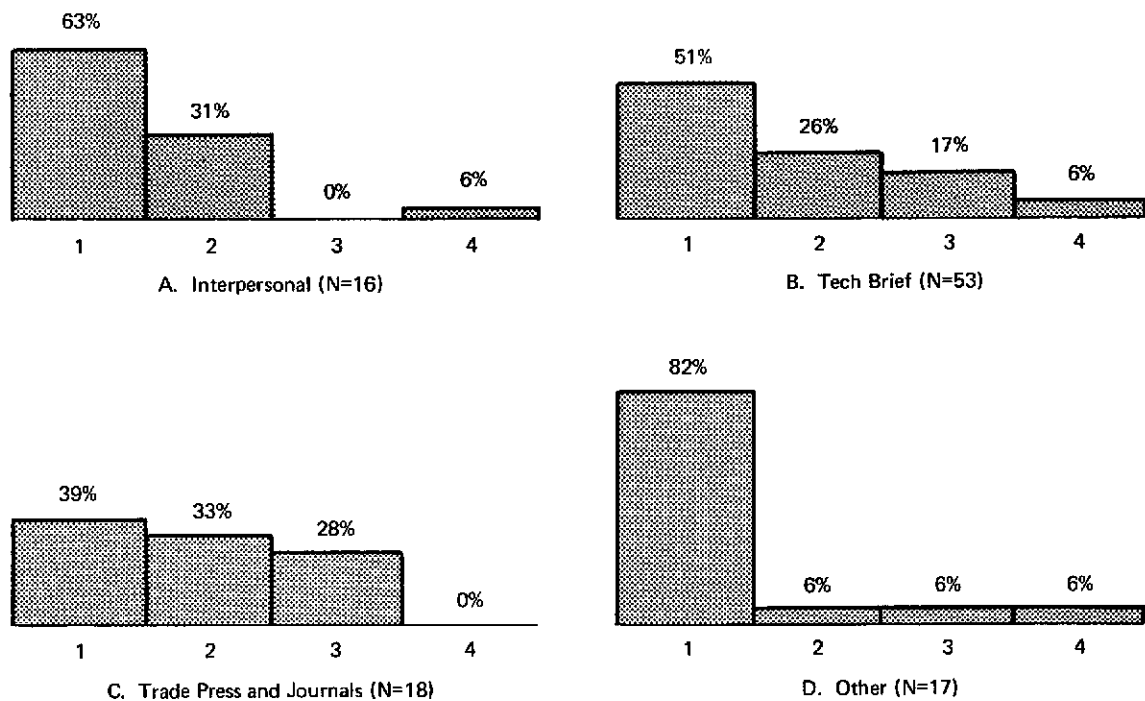 63%
31%
0%
6%
1 2 3 4
A. Interpersonal (N=16)
51%
26%
17%
6%
1 2 3 4
B. Tech Brief (N=53)
39%
33%
28%
0%
1 2 3 4
C. Trade Press and Journals (N=18)
82%
6%
6%
6%
1 2 3 4
D. Other (N=17)